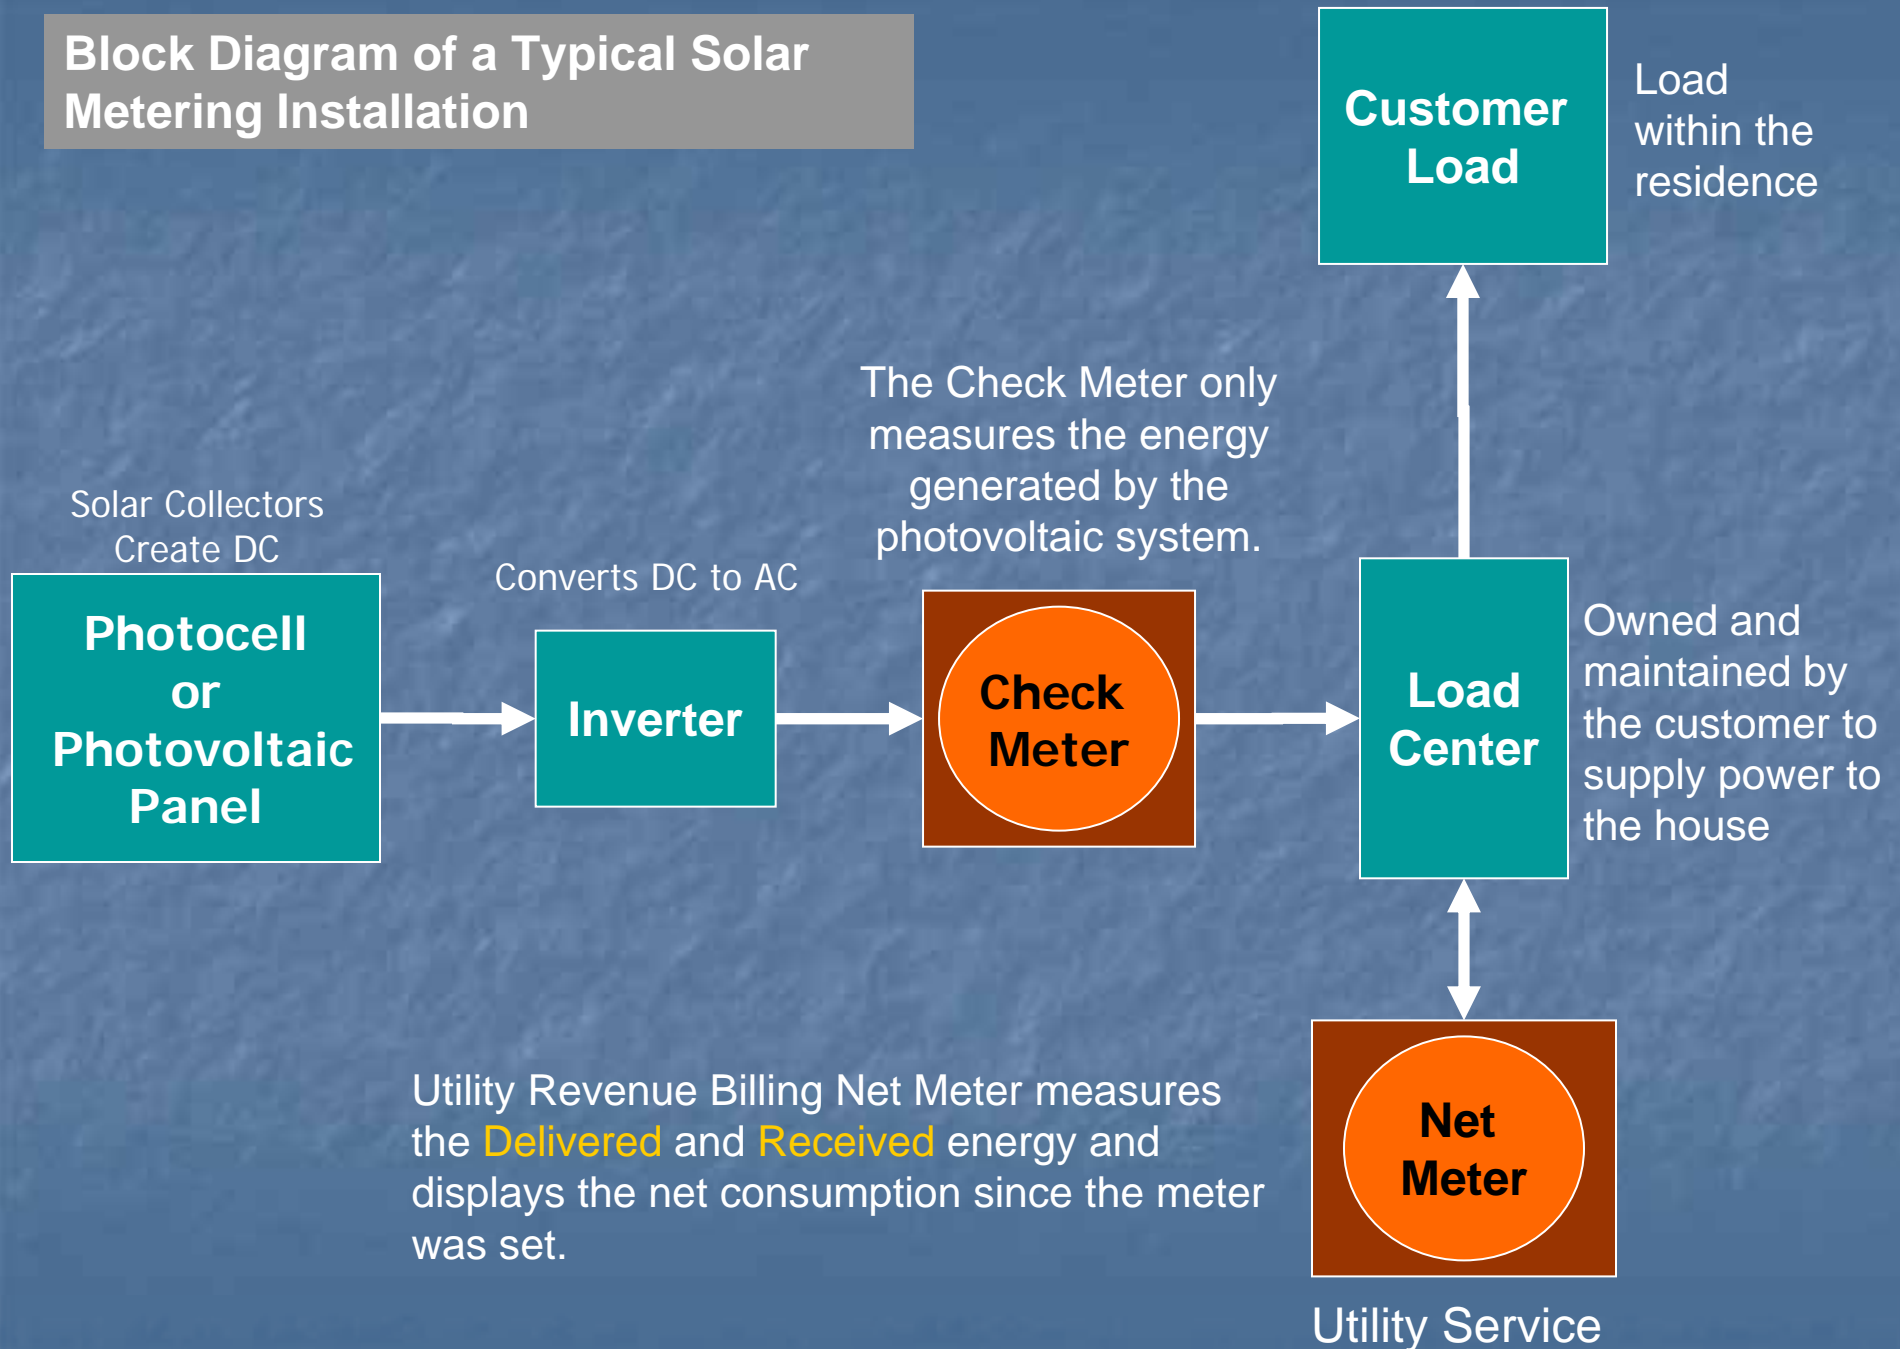 Block Diagram of a Typical Solar
Metering Installation
Customer
Load
Load
within the
residence
The Check Meter only
measures the energy
generated by the
photovoltaic system.
Solar Collectors
Create DC
Photocell
or
Photovoltaic
Panel
Converts DC to AC
Inverter
Check
Meter
Load
Center
Owned and
maintained by
the customer to
supply power to
the house
Utility Revenue Billing Net Meter measures
the Delivered and Received energy and
displays the net consumption since the meter
was set.
Net
Meter
Utility Service